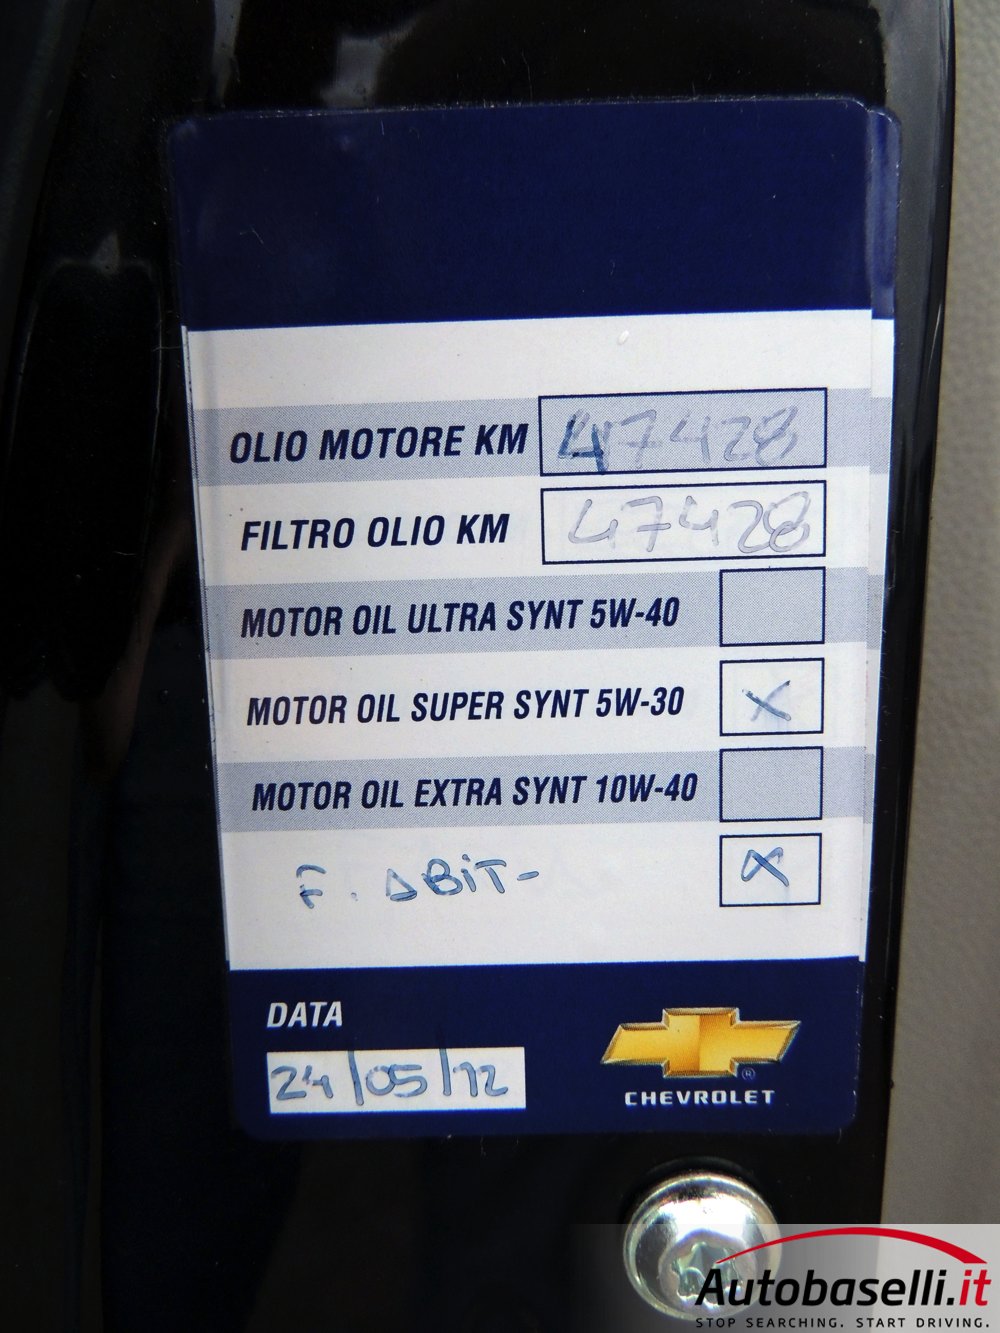 OLIO MOTORE KM 47428
FILTRO OLIO KM 47428
MOTOR OIL ULTRA SYNT 5W-40
MOTOR OIL SUPER SYNT 5W-30 X
MOTOR OIL EXTRA SYNT 10W-40
F. ABiT- X
DATA
24/05/12
CHEVROLET
Autobaselli.it
STOP SEARCHING. START DRIVING.